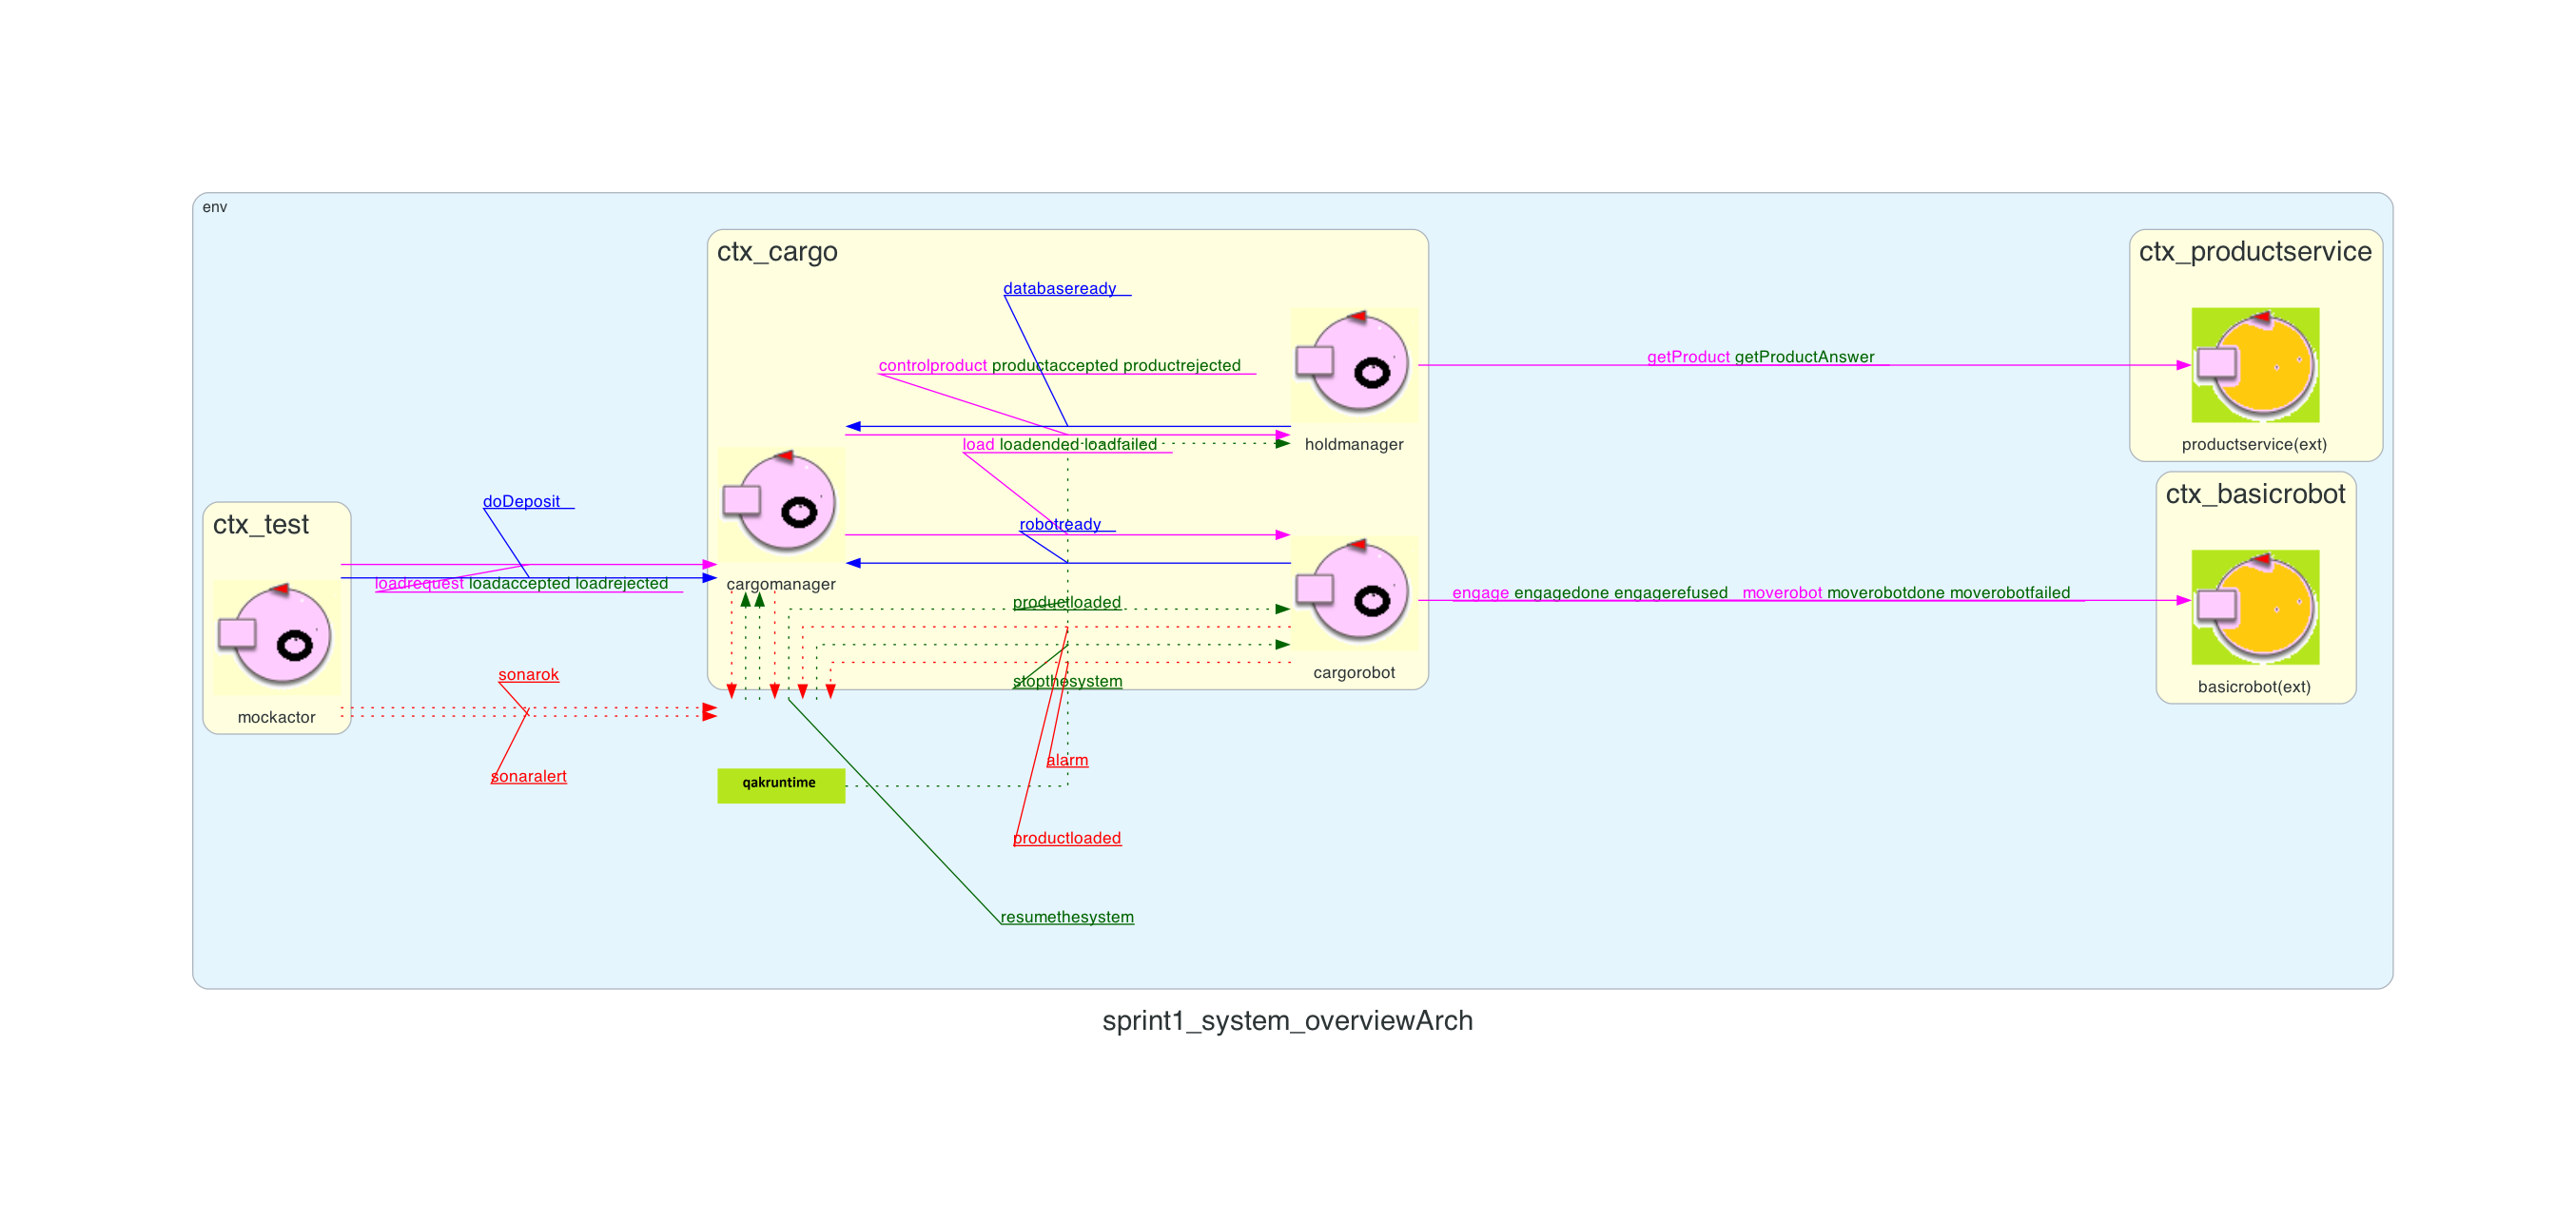 env
ctx_cargo
ctx_productservice
databaseready
getProduct getProductAnswer
controlproduct productaccepted productrejected
load loadended loadfailed
holdmanager
productservice(ext)
ctx_basicrobot
doDeposit
ctx_test
robotready
loadrequest loadaccepted loadrejected
cargomanager
engage engagedone engagerefused moverobot moverobotdone moverobotfailed
productloaded
sonarok
cargorobot
stopthesystem
basicrobot(ext)
mockactor
alarm
sonaralert
qakruntime
productloaded
resumethesystem
sprint1_system_overviewArch